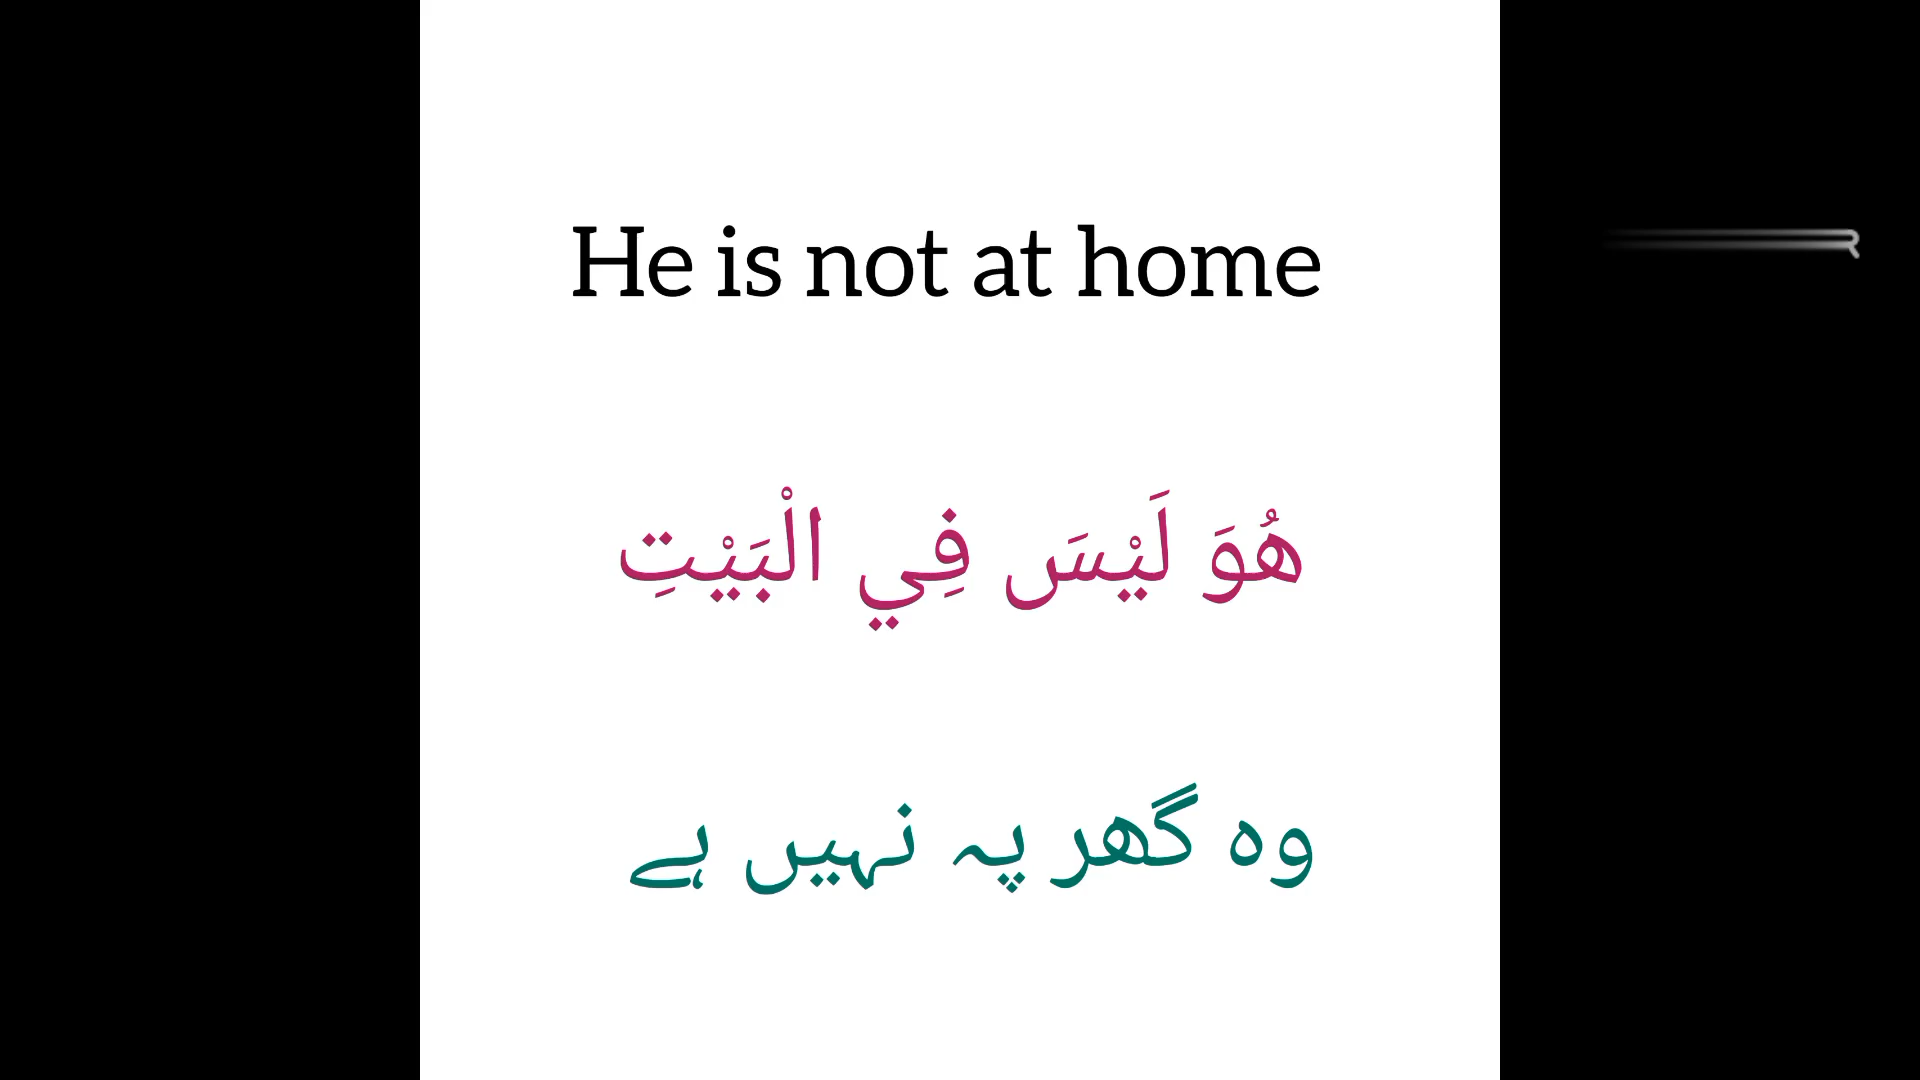 He is not at home
هُوَ لَيْسَ فِي الْبَيْتِ
وہ گھر پہ نہیں ہے